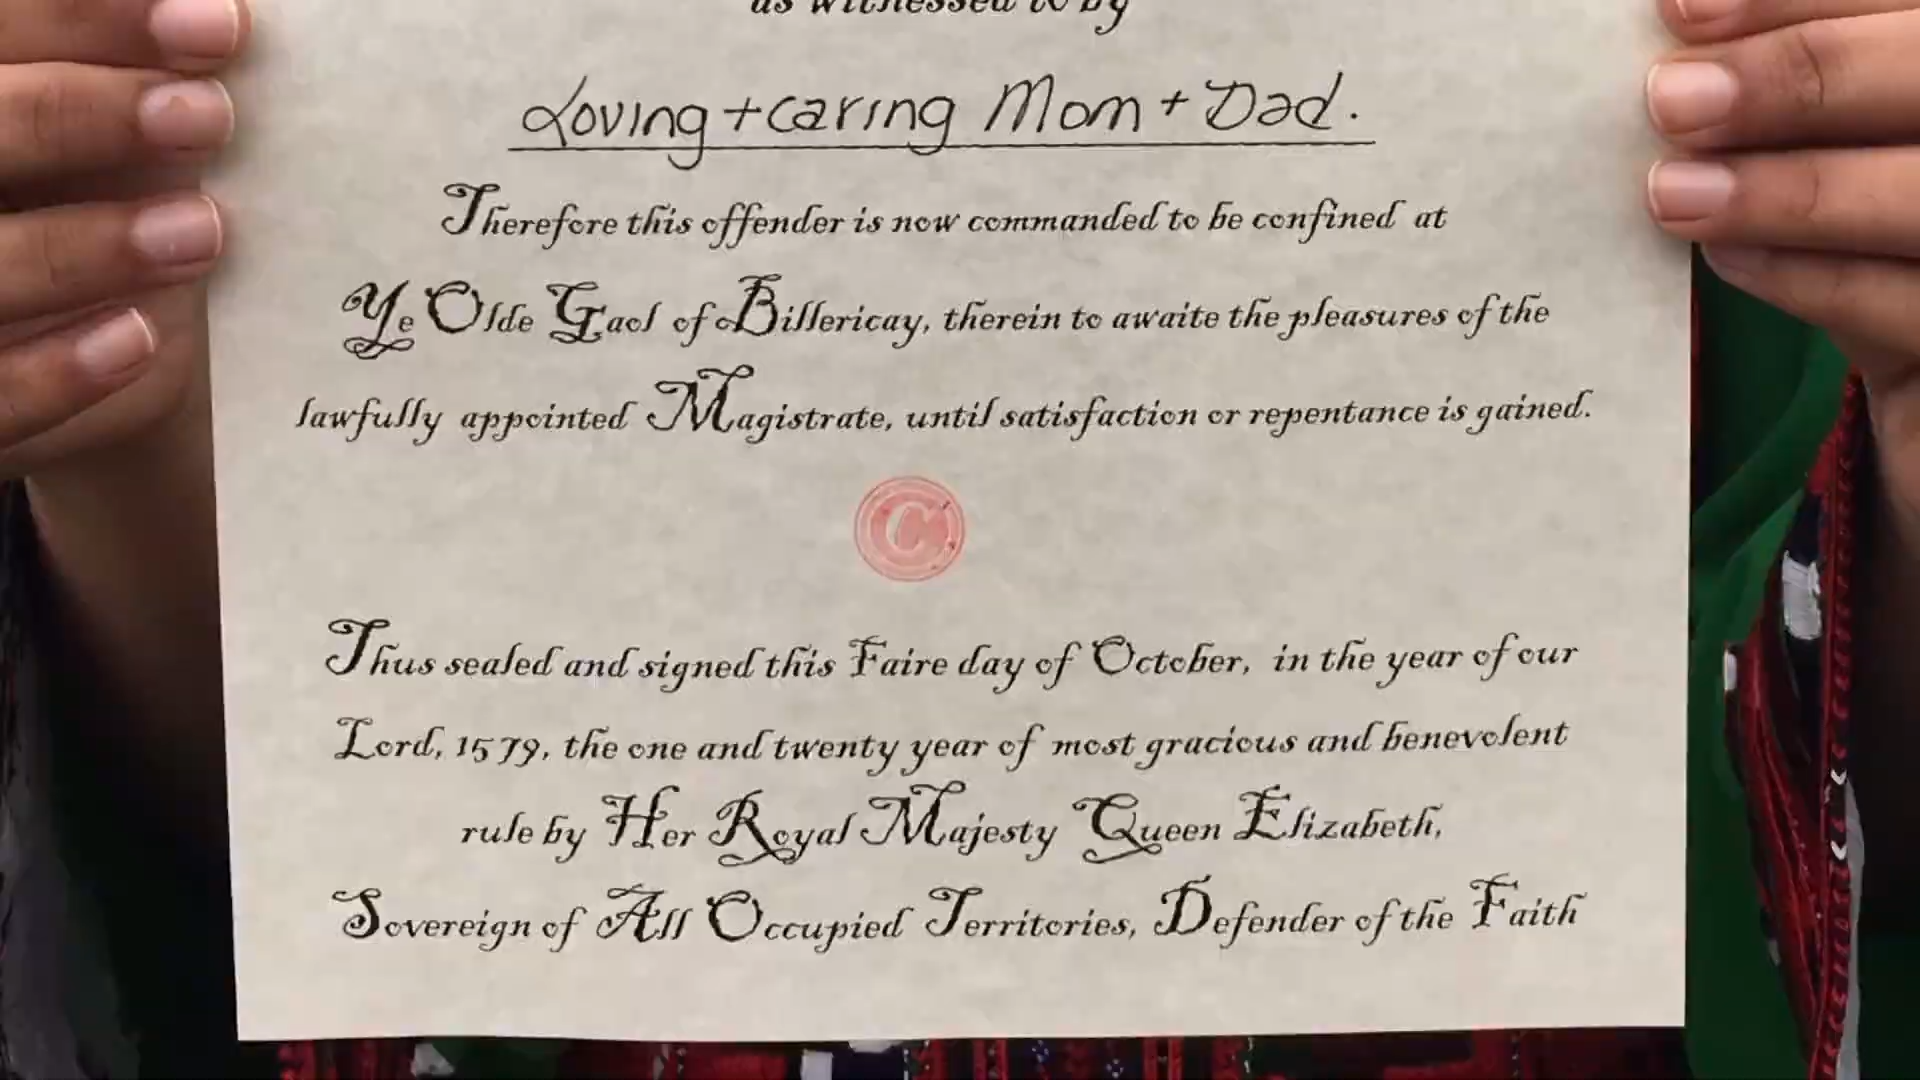 as witnessed to by
Loving + caring Mom + Dad.
Therefore this offender is now commanded to be confined at
Ye Olde Gaol of Billericay, therein to awaite the pleasures of the
lawfully appointed Magistrate, until satisfaction or repentance is gained.
C
Thus sealed and signed this Faire day of October, in the year of our
Lord, 1579, the one and twenty year of most gracious and benevolent
rule by Her Royal Majesty Queen Elizabeth,
Sovereign of All Occupied Territories, Defender of the Faith